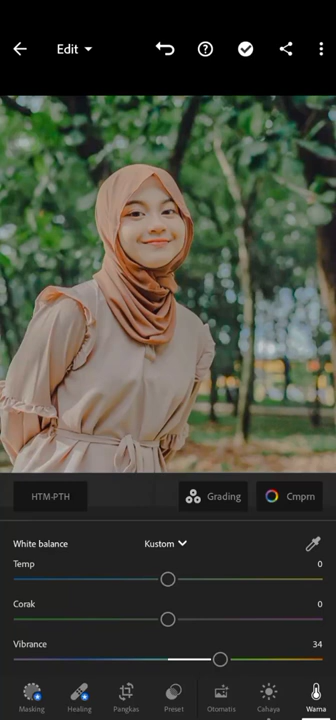 Edit
HTM-PTH
Grading
Cmprn
White balance
Kustom
Temp
0
Corak
0
Vibrance
34
Masking
Healing
Pangkas
Preset
Otomatis
Cahaya
Warna